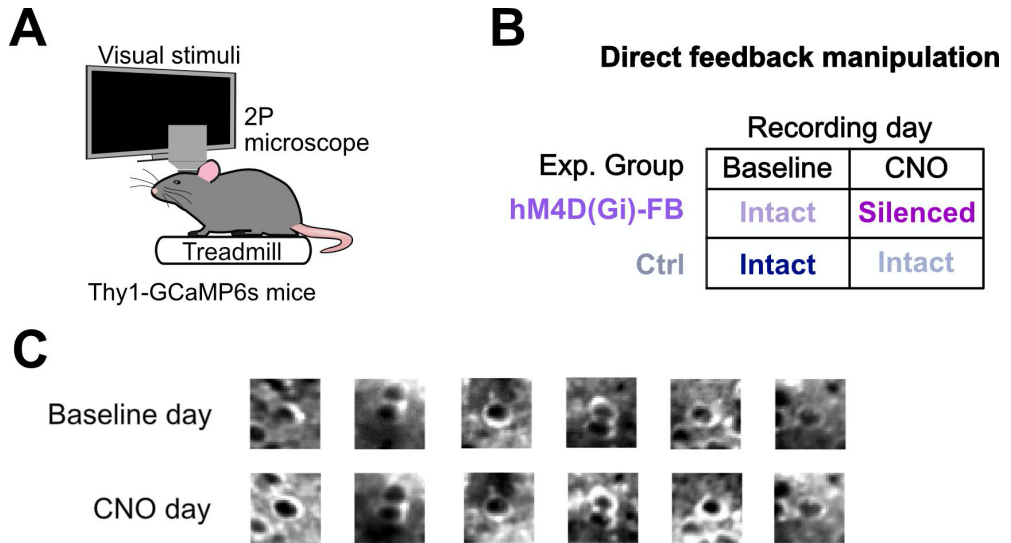 A
Visual stimuli
2P
microscope
Treadmill
Thy1-GCaMP6s mice
B
Direct feedback manipulation
Recording day
Exp. Group Baseline CNO
hM4D(Gi)-FB Intact Silenced
Ctrl Intact Intact
C
Baseline day
CNO day